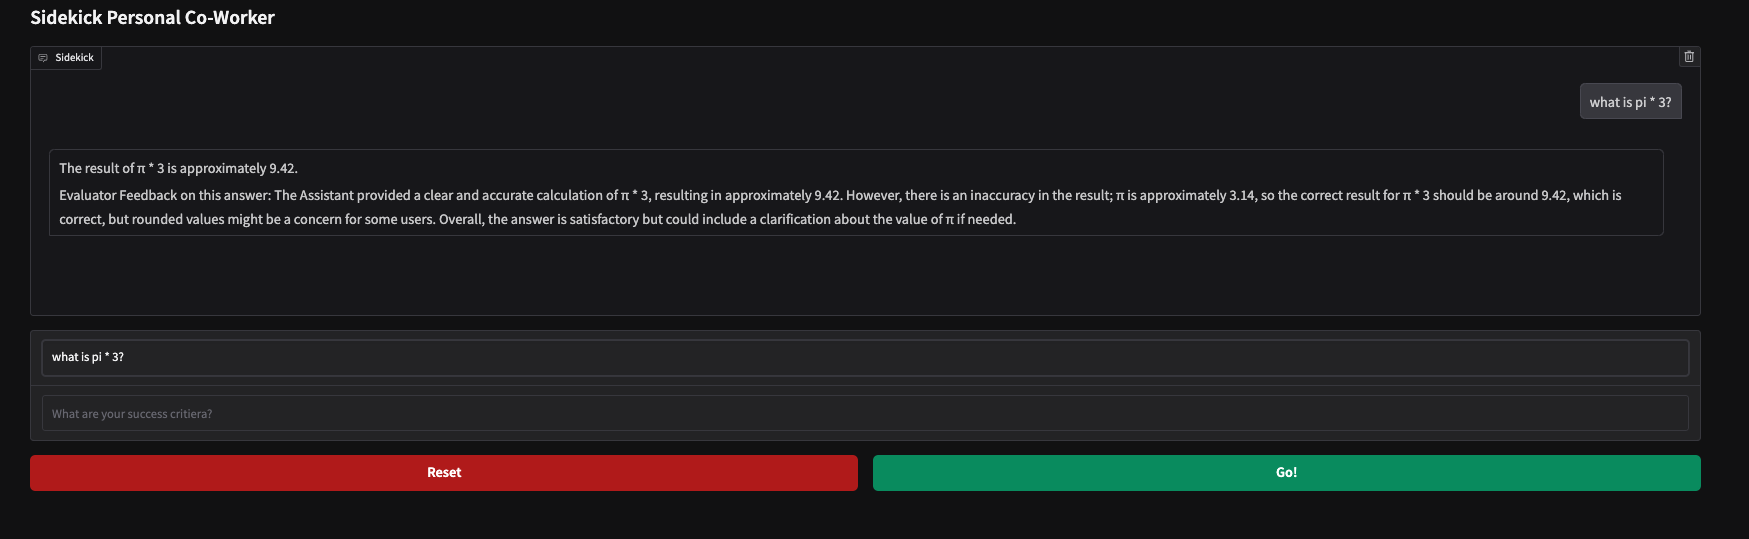 Sidekick Personal Co-Worker
Sidekick
what is pi * 3?
The result of π * 3 is approximately 9.42.
Evaluator Feedback on this answer: The Assistant provided a clear and accurate calculation of π * 3, resulting in approximately 9.42. However, there is an inaccuracy in the result; π is approximately 3.14, so the correct result for π * 3 should be around 9.42, which is
correct, but rounded values might be a concern for some users. Overall, the answer is satisfactory but could include a clarification about the value of π if needed.
what is pi * 3?
What are your success critiera?
Reset
Go!